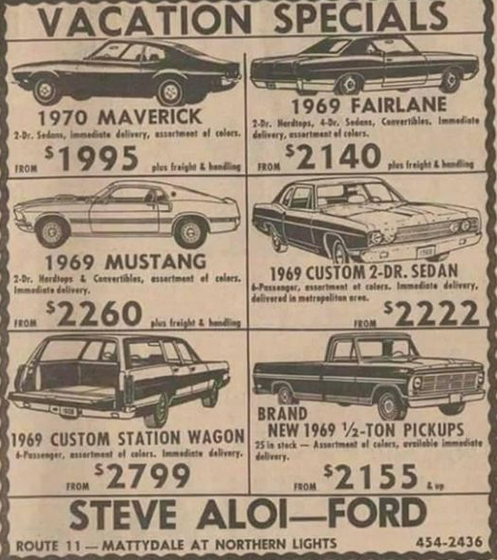 VACATION SPECIALS
1970 MAVERICK
2-Dr. Sedans, immediate delivery, assortment of colors.
FROM $1995 plus freight & handling
1969 FAIRLANE
2-Dr. Hardtops, 4-Dr. Sedans, Convertibles. Immediate
delivery, assortment of colors.
FROM $2140 plus freight & handling
1969 MUSTANG
2-Dr. Hardtops & Convertibles, assortment of colors.
Immediate delivery.
FROM $2260 plus freight & handling
1969 CUSTOM 2-DR. SEDAN
6-Passenger, assortment of colors. Immediate delivery,
delivered in metropolitan area.
FROM $2222
1969 CUSTOM STATION WAGON
6-Passenger, assortment of colors. Immediate delivery.
FROM $2799
BRAND
NEW 1969 ½-TON PICKUPS
25 in stock — Assortment of colors, available immediate
delivery.
FROM $2155 & up
STEVE ALOI—FORD
ROUTE 11 — MATTYDALE AT NORTHERN LIGHTS 454-2436